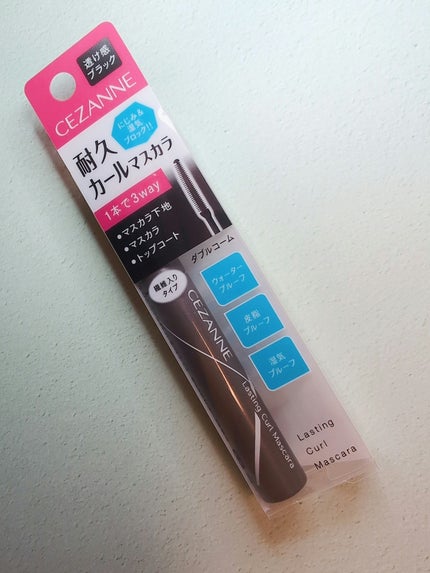 透け感
ブラック
CEZANNE
にじみ&
湿気
ブロック!!
耐久
カールマスカラ
1本で3way
•マスカラ下地
•マスカラ
•トップコート
ダブルコーム
繊維入り
タイプ
ウォーター
プルーフ
皮脂
プルーフ
湿気
プルーフ
CEZANNE
Lasting Curl Mascara
Lasting
Curl
Mascara